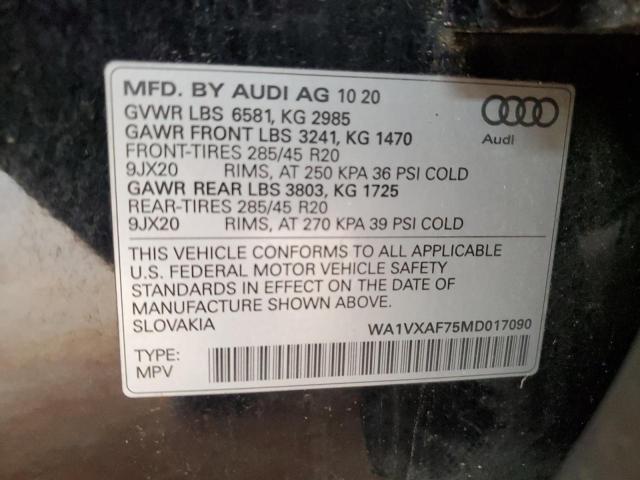 MFD. BY AUDI AG 10 20
GVWR LBS 6581, KG 2985
GAWR FRONT LBS 3241, KG 1470
FRONT-TIRES 285/45 R20
9JX20 RIMS, AT 250 KPA 36 PSI COLD
GAWR REAR LBS 3803, KG 1725
REAR-TIRES 285/45 R20
9JX20 RIMS, AT 270 KPA 39 PSI COLD
Audi
THIS VEHICLE CONFORMS TO ALL APPLICABLE
U.S. FEDERAL MOTOR VEHICLE SAFETY
STANDARDS IN EFFECT ON THE DATE OF
MANUFACTURE SHOWN ABOVE.
SLOVAKIA WA1VXAF75MD017090
TYPE:
MPV